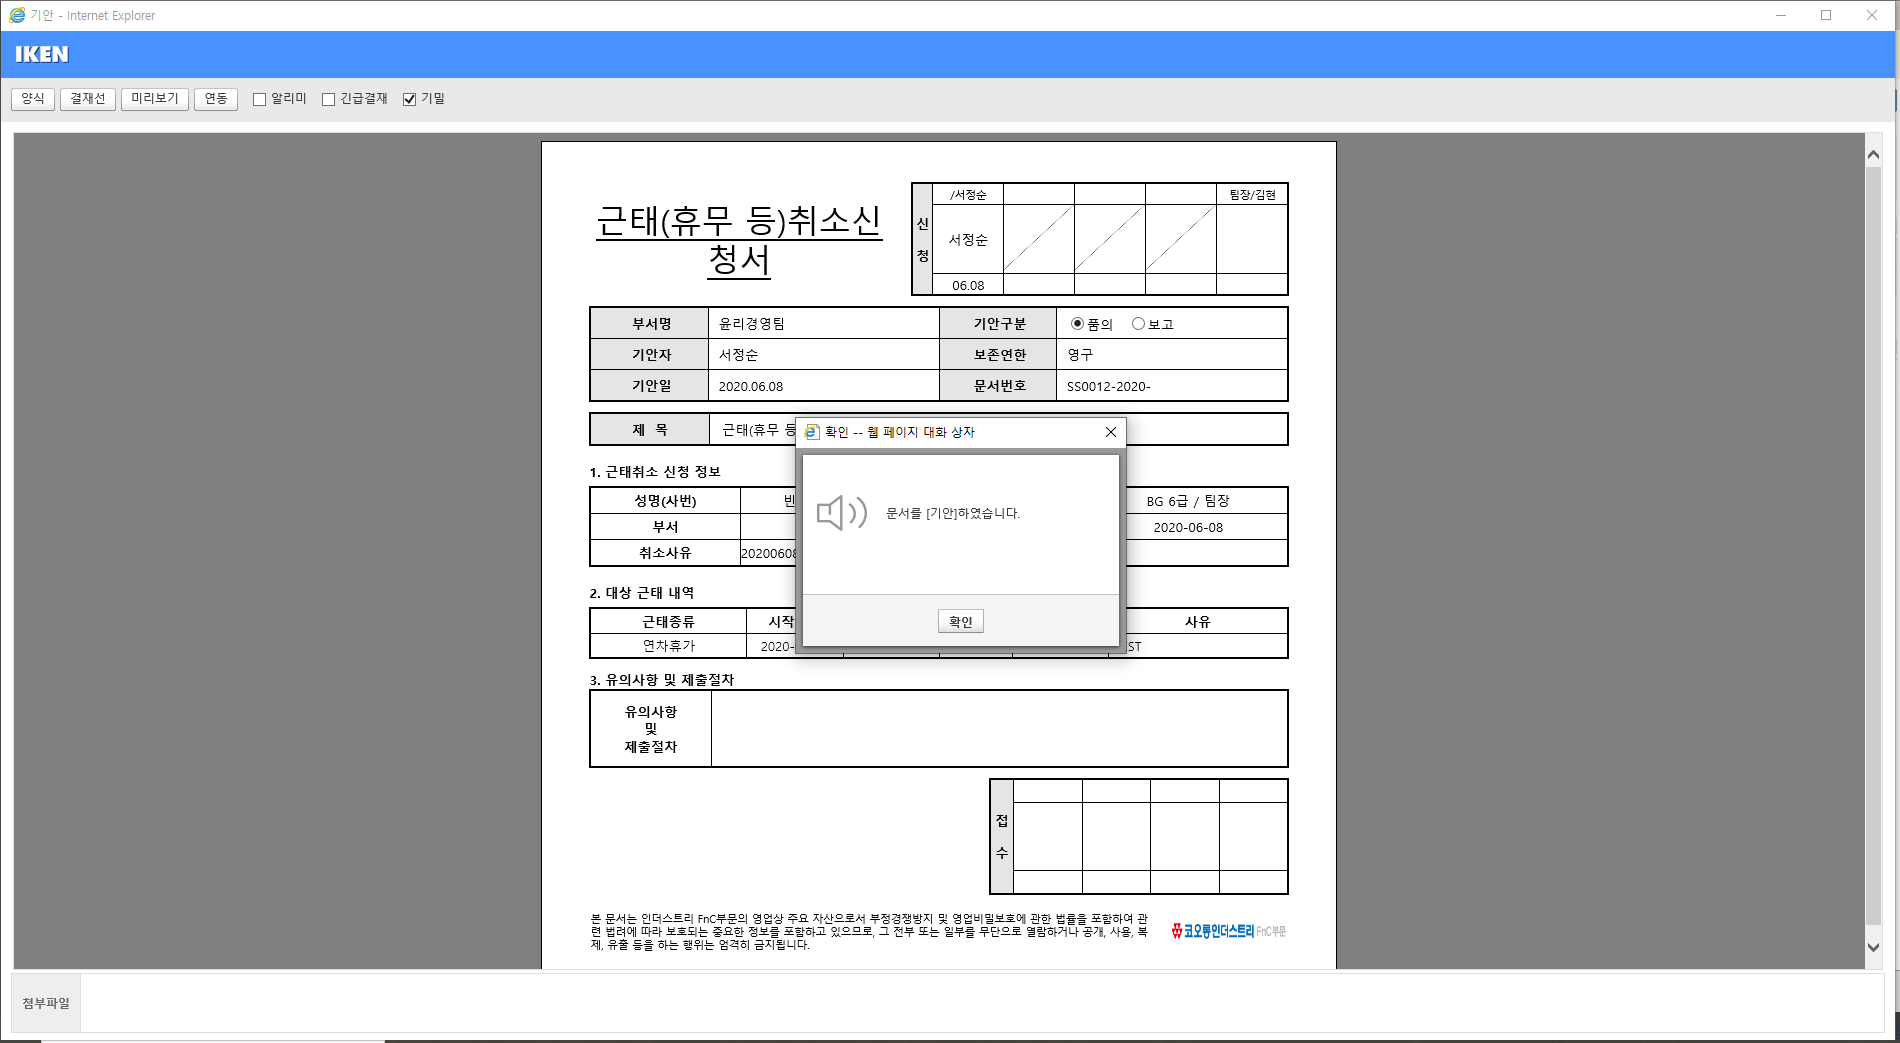 기안 - Internet Explorer
IKEN
양식 결재선 미리보기 연동 알리미 긴급결재 기밀
근태(휴무 등)취소신
청서
신
청
/서정순 팀장/김현
서정순
06.08
부서명 윤리경영팀 기안구분 품의 보고
기안자 서정순 보존연한 영구
기안일 2020.06.08 문서번호 SS0012-2020-
제 목 근태(휴무 등
확인 -- 웹 페이지 대화 상자
문서를 [기안]하였습니다.
확인
1. 근태취소 신청 정보
성명(사번) 빈 BG 6급 / 팀장
부서 2020-06-08
취소사유 20200608
2. 대상 근태 내역
근태종류 시작 사유
연차휴가 2020- ST
3. 유의사항 및 제출절차
유의사항
및
제출절차
접
수
본 문서는 인더스트리 FnC부문의 영업상 주요 자산으로서 부정경쟁방지 및 영업비밀보호에 관한 법률을 포함하여 관
련 법려에 따라 보호되는 중요한 정보를 포함하고 있으므로, 그 전부 또는 일부를 무단으로 열람하거나 공개, 사용, 복
제, 유출 등을 하는 행위는 엄격히 금지됩니다.
코오롱인더스트리 FnC부문
첨부파일